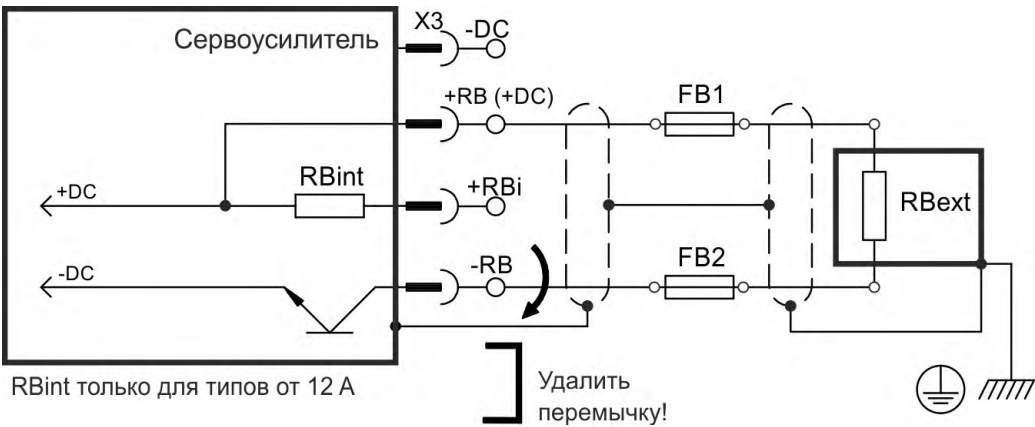 X3
-DC
Сервоусилитель
+RB (+DC)
FB1
RBint
+DC
+RBi
RBext
-DC
-RB
FB2
RBint только для типов от 12 A
Удалить
перемычку!